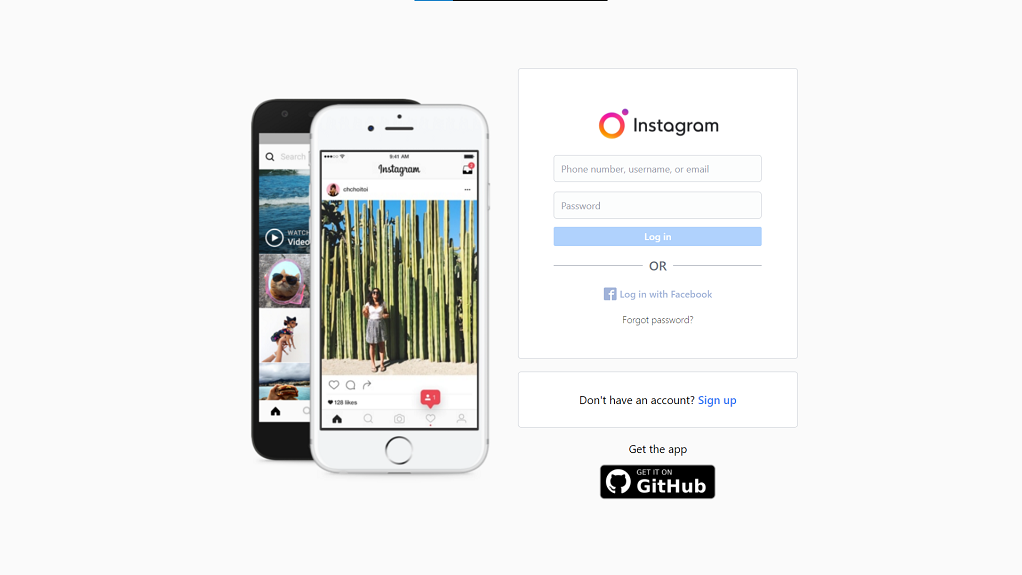 Search
WATCH
Video
9:41 AM
Instagram
chchoitoi
128 likes
1
Instagram
Phone number, username, or email
Password
Log in
OR
Log in with Facebook
Forgot password?
Don't have an account? Sign up
Get the app
GET IT ON
GitHub